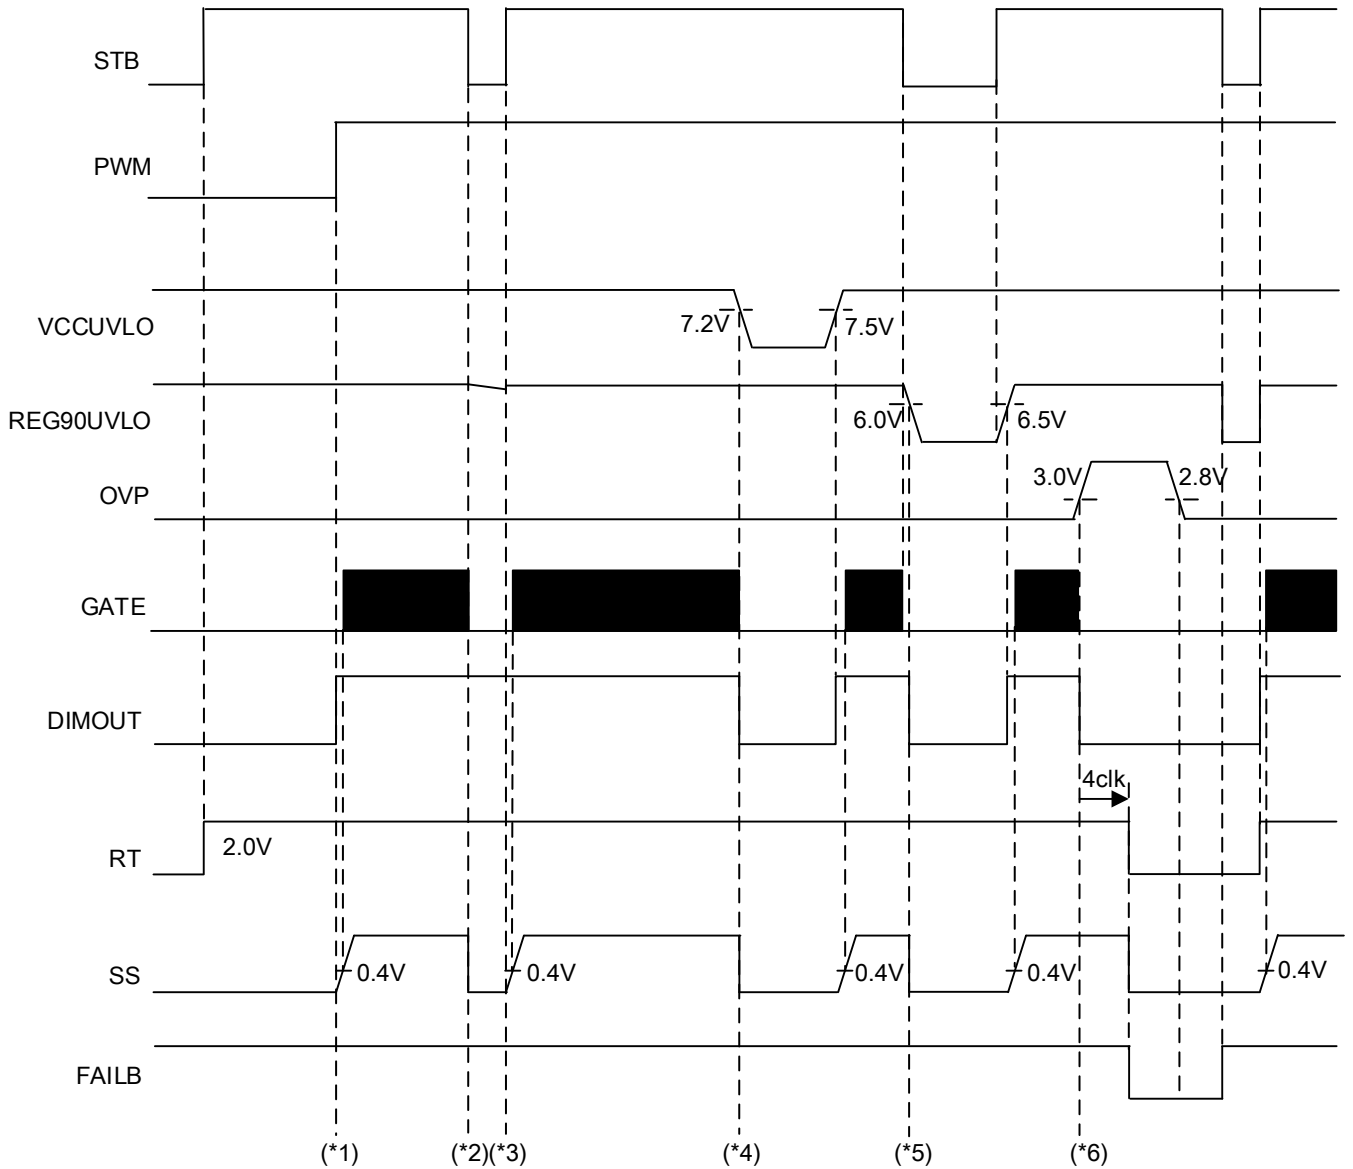 STB
PWM
VCCUVLO
7.2V
7.5V
REG90UVLO
6.0V
6.5V
OVP
3.0V
2.8V
GATE
DIMOUT
4clk
RT
2.0V
SS
0.4V
0.4V
0.4V
0.4V
0.4V
FAILB
(*1)
(*2)(*3)
(*4)
(*5)
(*6)